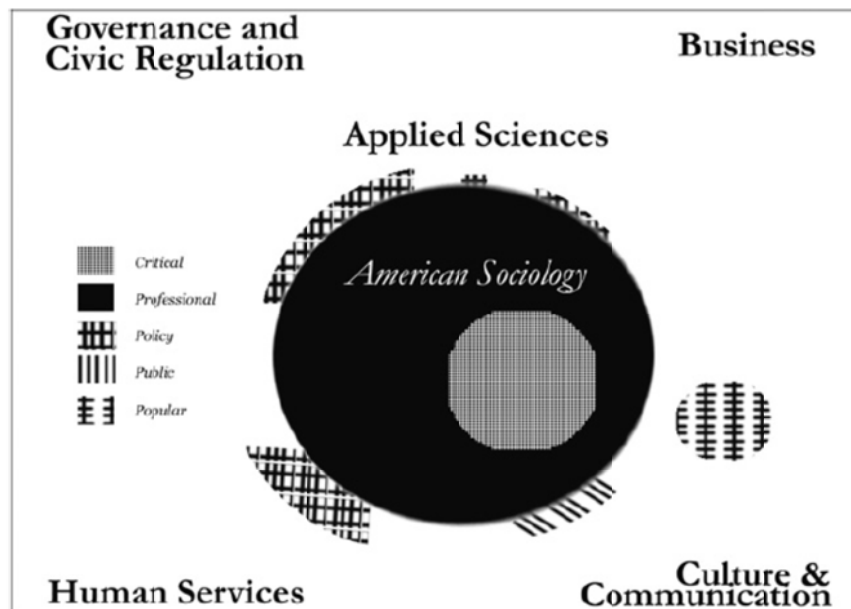 Governance and
Civic Regulation
Business
Applied Sciences
American Sociology
Critical
Professional
Policy
Public
Popular
Human Services
Culture &
Communication